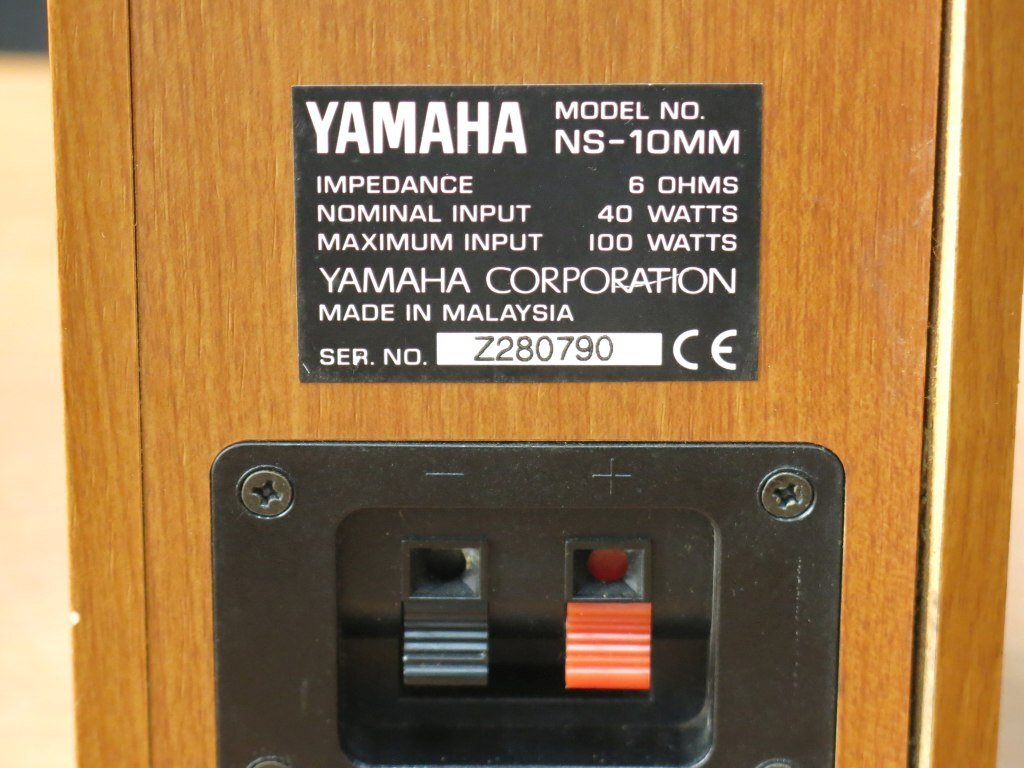 YAMAHA MODEL NO.
NS-10MM
IMPEDANCE 6 OHMS
NOMINAL INPUT 40 WATTS
MAXIMUM INPUT 100 WATTS
YAMAHA CORPORATION
MADE IN MALAYSIA
SER. NO. Z280790 CE
− +